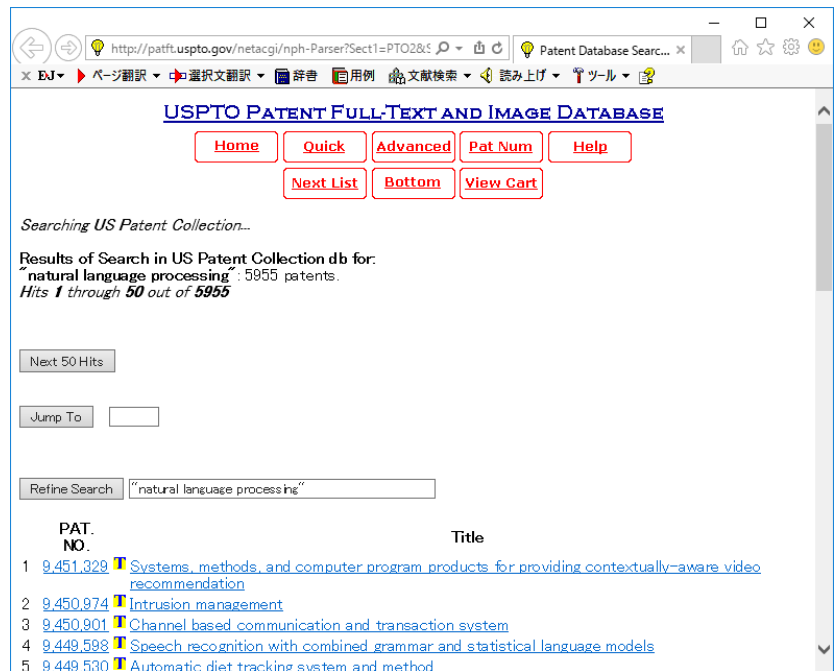 http://patft.uspto.gov/netacgi/nph-Parser?Sect1=PTO2&S
Patent Database Searc...
x EJ ページ翻訳 選択文翻訳 辞書 用例 文献検索 読み上げ ツール
USPTO PATENT FULL-TEXT AND IMAGE DATABASE
Home Quick Advanced Pat Num Help
Next List Bottom View Cart
Searching US Patent Collection...
Results of Search in US Patent Collection db for:
"natural language processing": 5955 patents.
Hits 1 through 50 out of 5955
Next 50 Hits
Jump To
Refine Search "natural language processing"
PAT. NO. Title
1 9,451,329 T Systems, methods, and computer program products for providing contextually-aware video
recommendation
2 9,450,974 T Intrusion management
3 9,450,901 T Channel based communication and transaction system
4 9,449,598 T Speech recognition with combined grammar and statistical language models
5 9,449,530 T Automatic diet tracking system and method